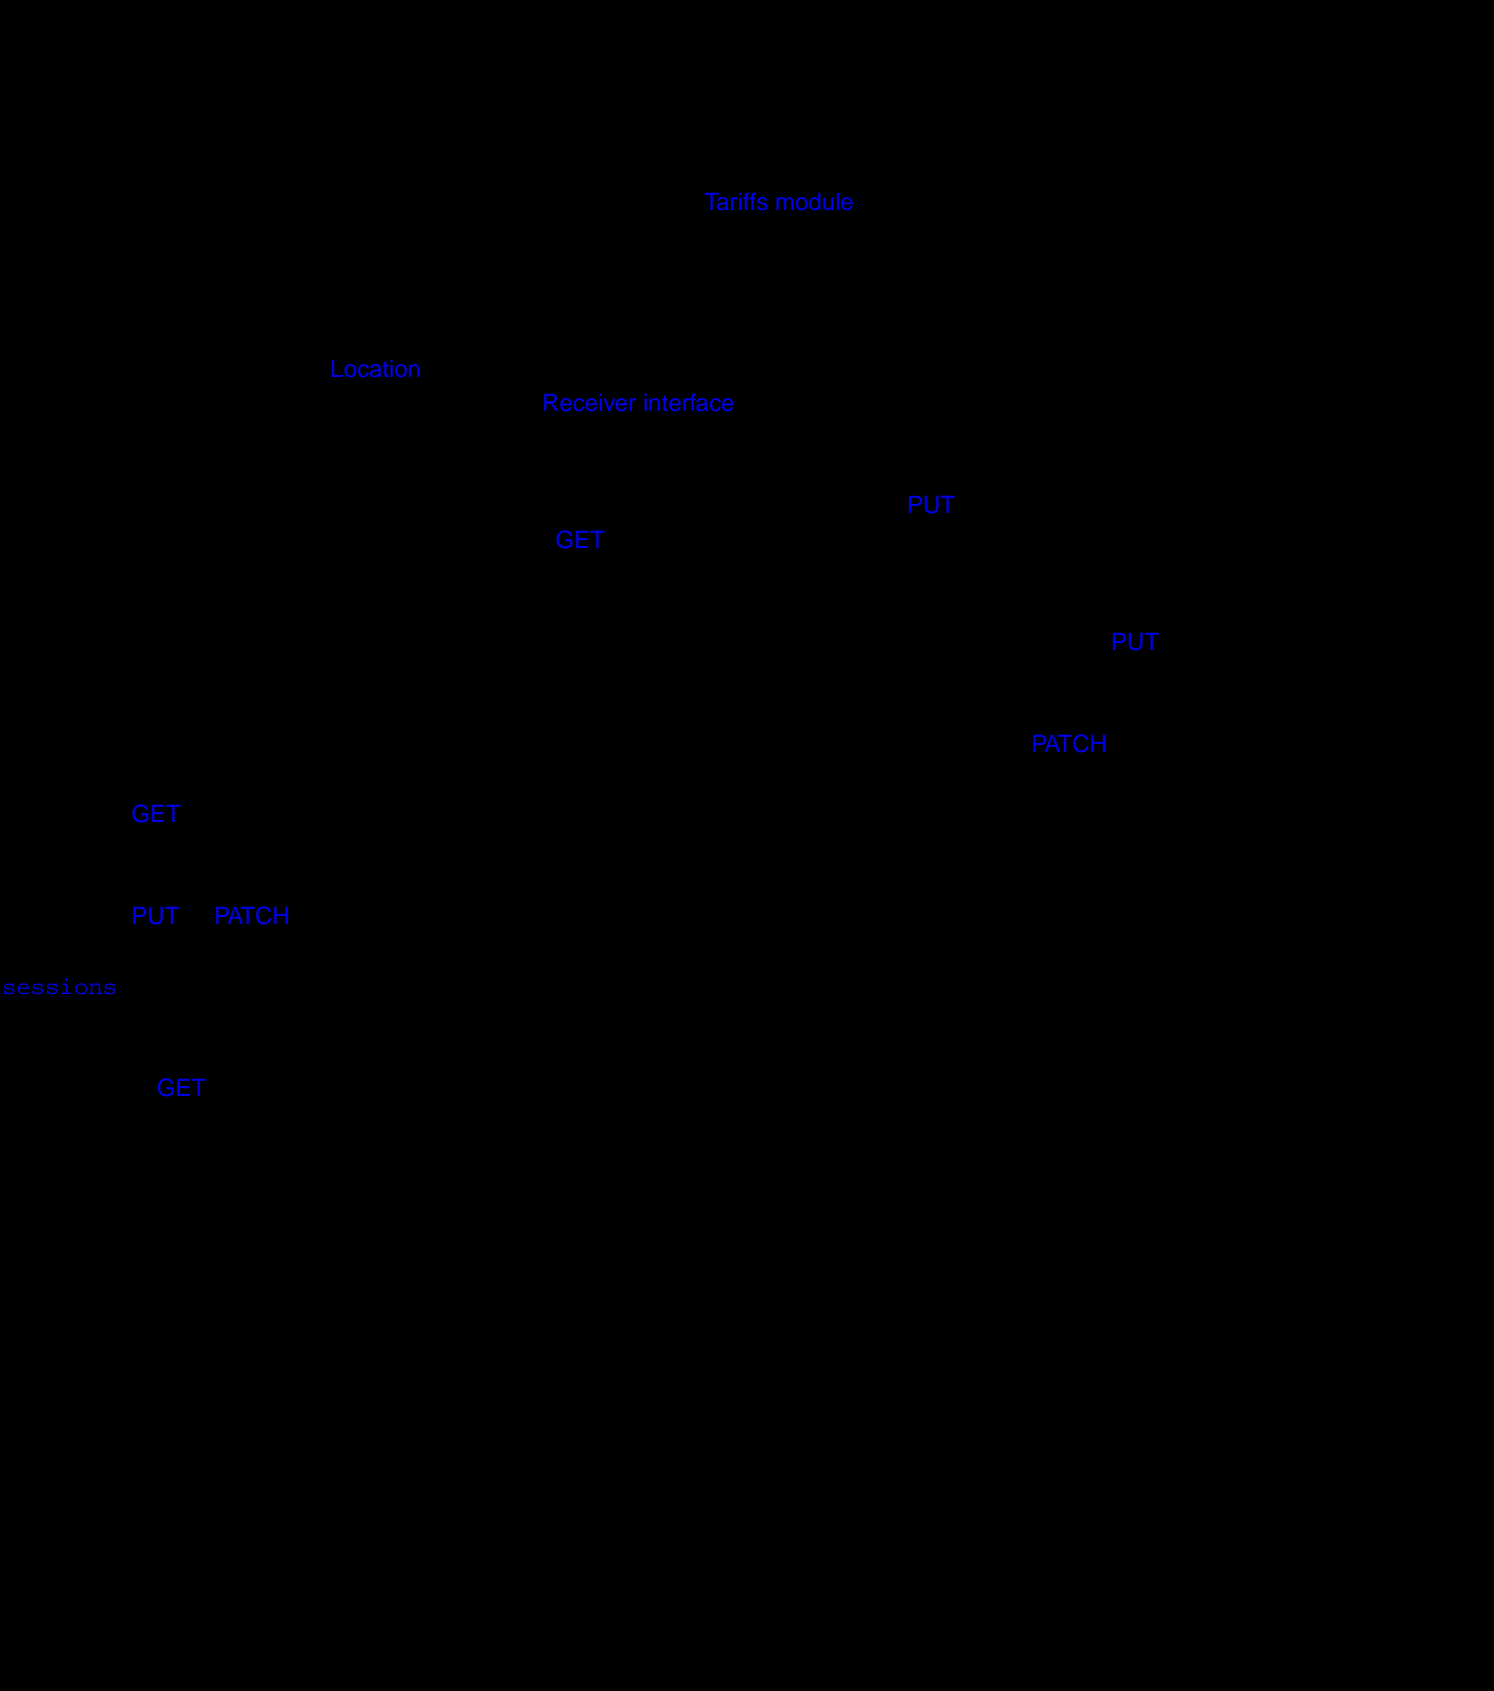 Tariffs module
Location
Receiver interface
PUT
GET
PUT
PATCH
GET
PUT PATCH
sessions
GET